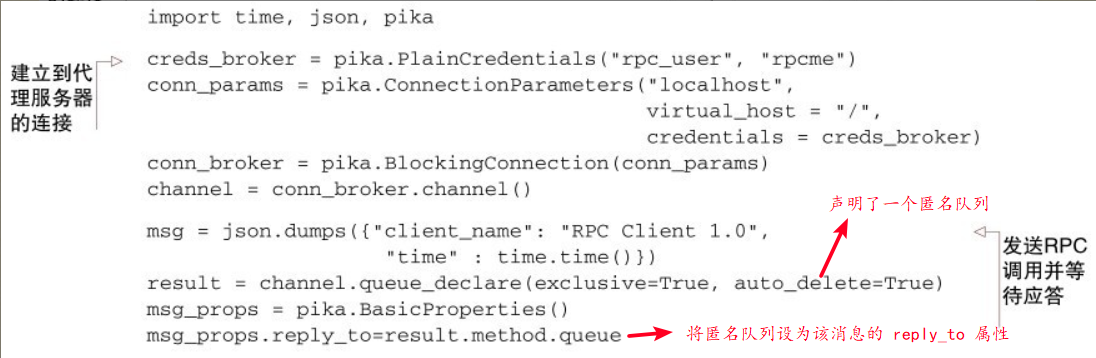 import time, json, pika
建立到代
理服务器
的连接
creds_broker = pika.PlainCredentials("rpc_user", "rpcme")
conn_params = pika.ConnectionParameters("localhost",
virtual_host = "/",
credentials = creds_broker)
conn_broker = pika.BlockingConnection(conn_params)
channel = conn_broker.channel()
声明了一个匿名队列
msg = json.dumps({"client_name": "RPC Client 1.0",
"time" : time.time()})
发送RPC
调用并等
待应答
result = channel.queue_declare(exclusive=True, auto_delete=True)
msg_props = pika.BasicProperties()
msg_props.reply_to=result.method.queue
将匿名队列设为该消息的 reply_to 属性